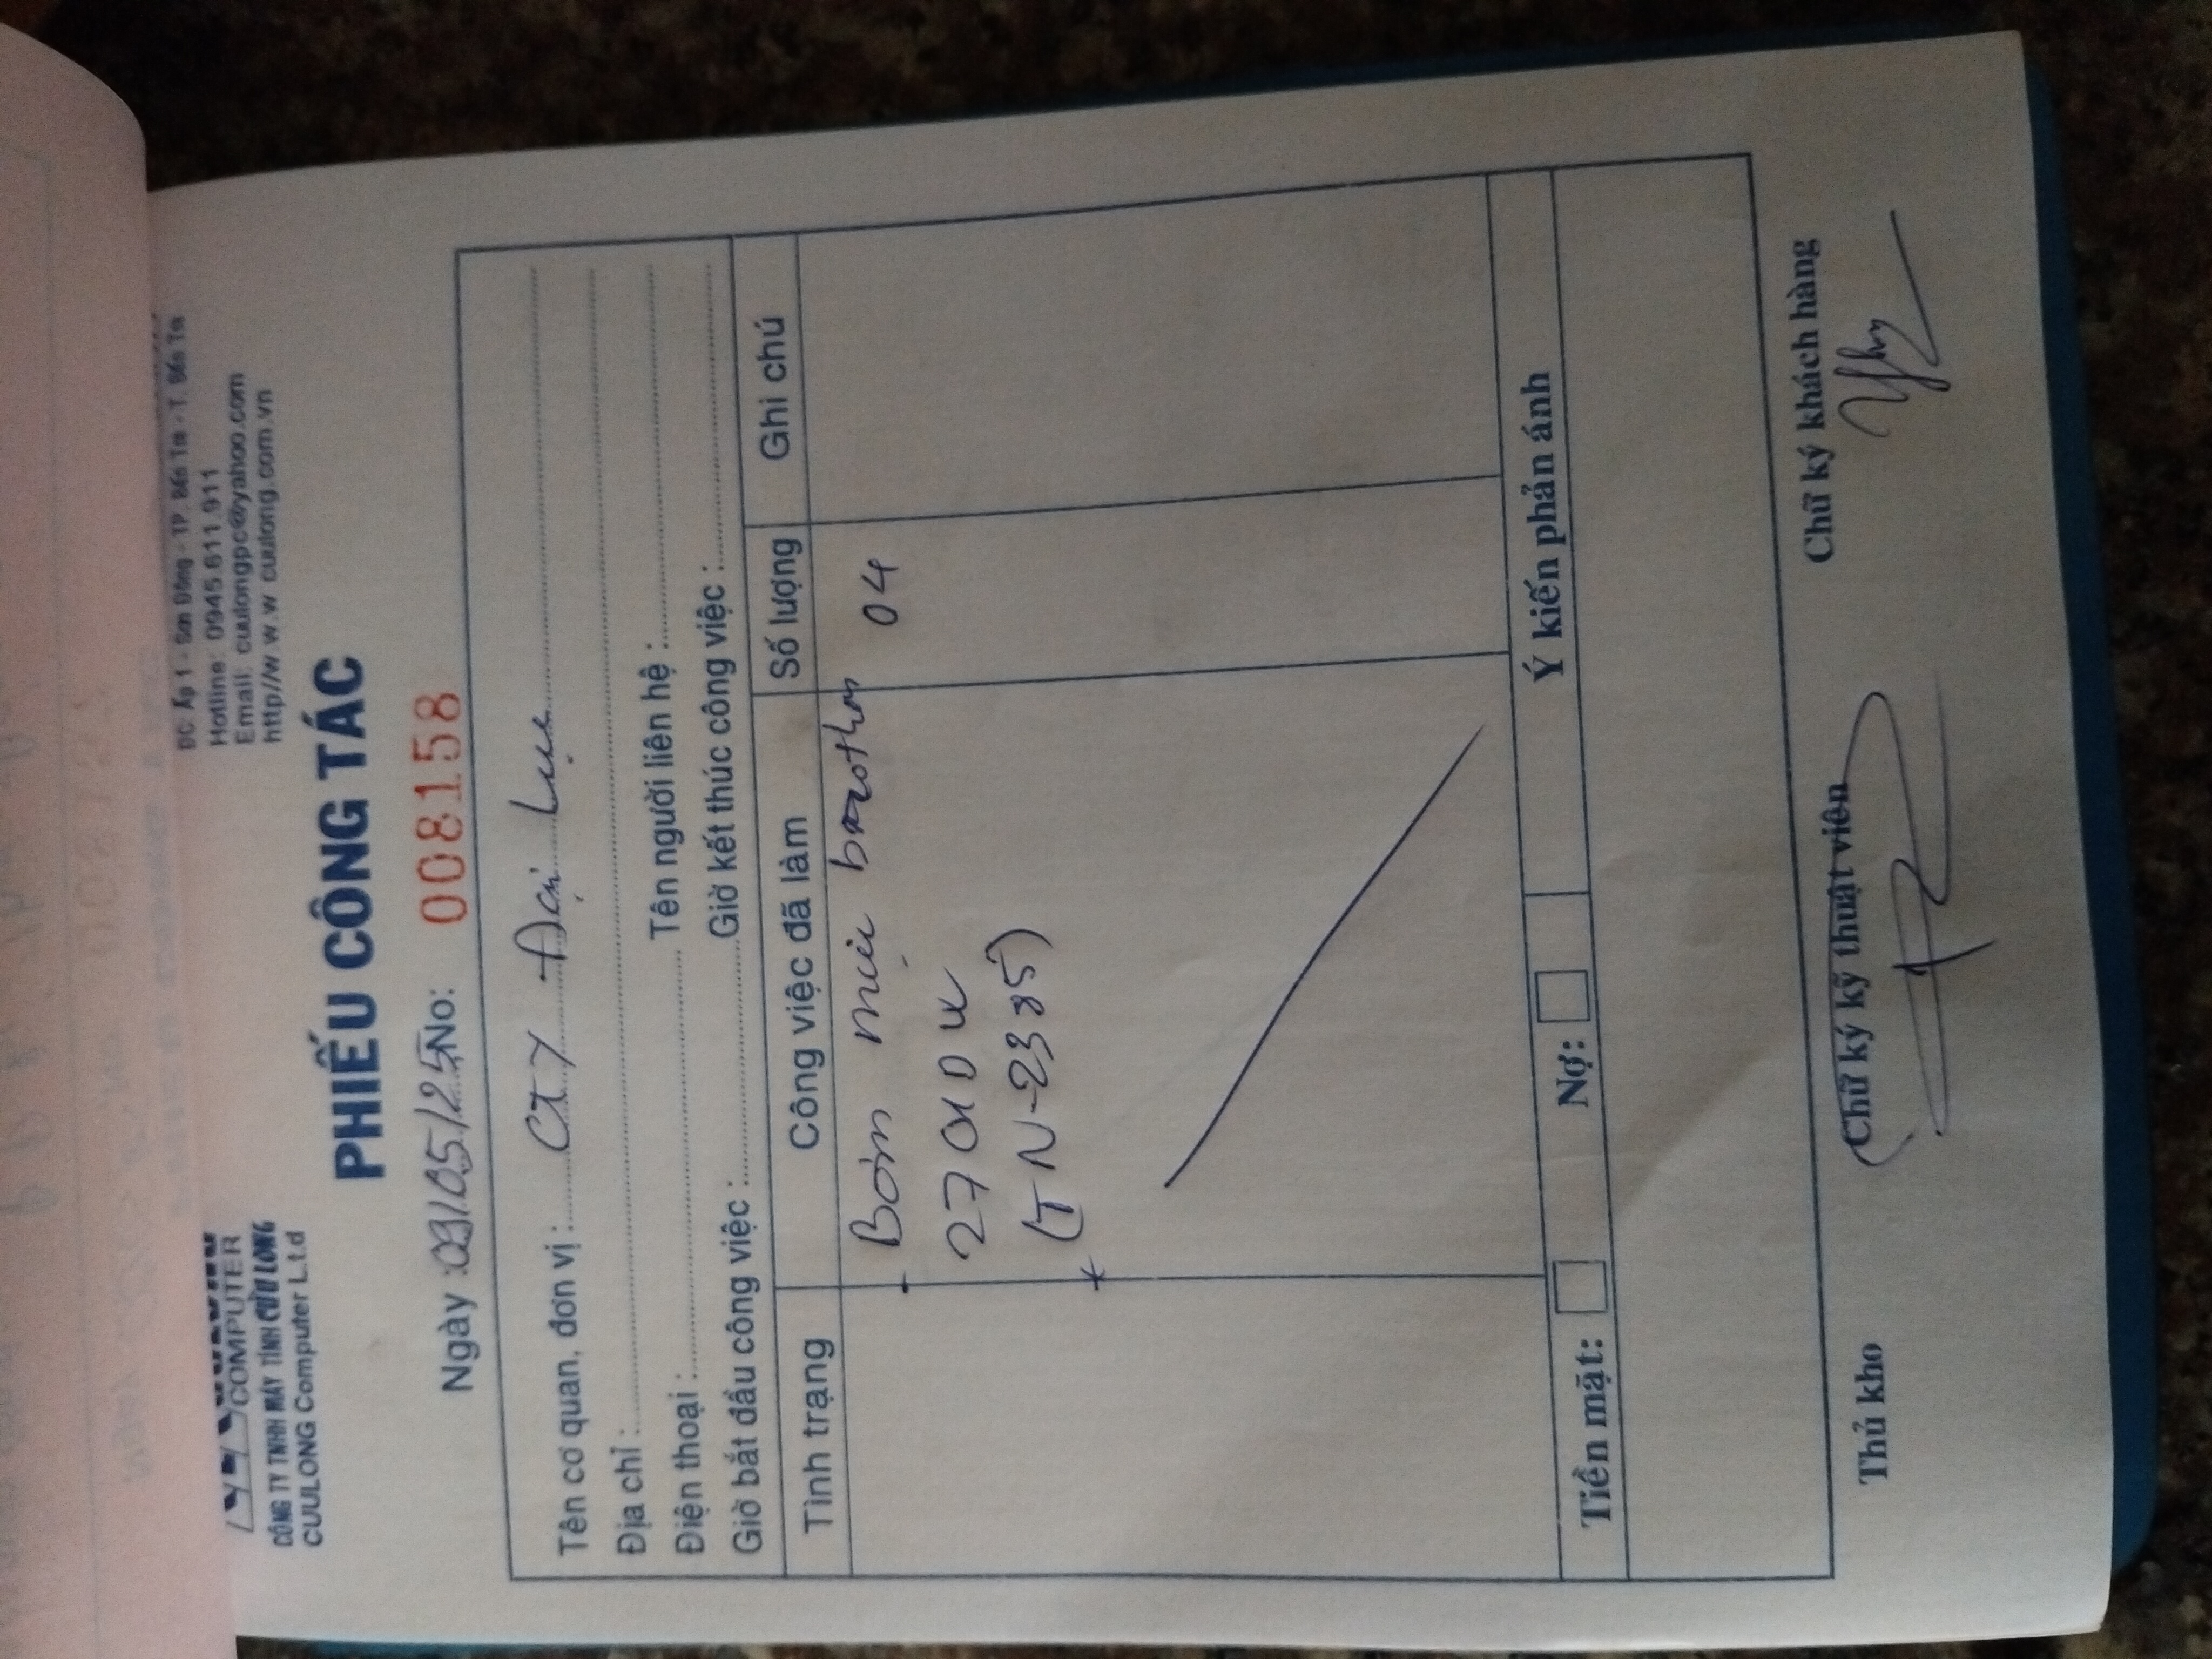 COMPUTER
CÔNG TY TNHH MÁY TÍNH CỬU LONG
CUULONG Computer L.t.d
ĐC: Ấp 1 - Sơn Đông - TP. Bến Tre - T. Bến Tre
Hotline: 0945.611.911
Email: cuulongpc@yahoo.com
http//w.w.w cuulong.com.vn
PHIẾU CÔNG TÁC
Ngày : 09/05/25 No: 008158
Tên cơ quan, đơn vị : CTY Đại Lục
Địa chỉ :
Điện thoại : Tên người liên hệ :
Giờ bắt đầu công việc : Giờ kết thúc công việc :
Tình trạng Công việc đã làm Số lượng Ghi chú
- Bơm mực brother 04
2701DW
* (TN-2385)
Tiền mặt: Nợ: Ý kiến phản ánh
Thủ kho Chữ ký kỹ thuật viên Chữ ký khách hàng